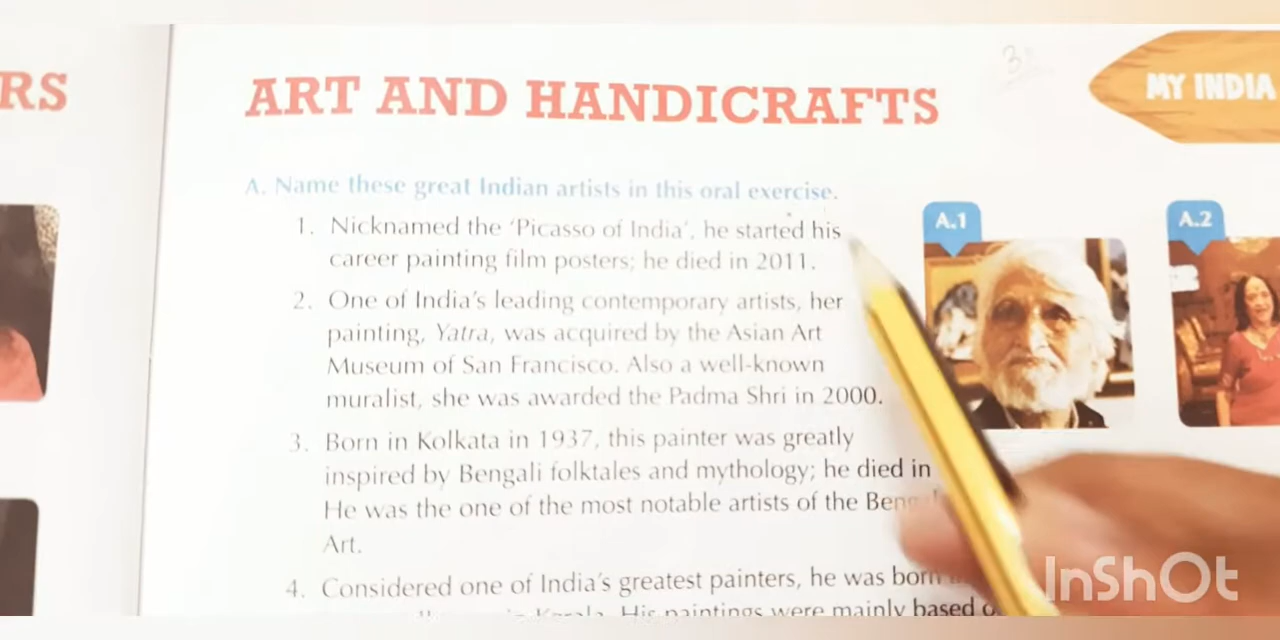 RS
ART AND HANDICRAFTS
MY INDIA
A. Name these great Indian artists in this oral exercise.
1. Nicknamed the 'Picasso of India', he started his
career painting film posters; he died in 2011.
2. One of India's leading contemporary artists, her
painting, Yatra, was acquired by the Asian Art
Museum of San Francisco. Also a well-known
muralist, she was awarded the Padma Shri in 2000.
3. Born in Kolkata in 1937, this painter was greatly
inspired by Bengali folktales and mythology; he died in
He was the one of the most notable artists of the
Art.
4. Considered one of India's greatest painters, he was born
Kerala. His paintings were mainly based
A.1
A.2
InShOt